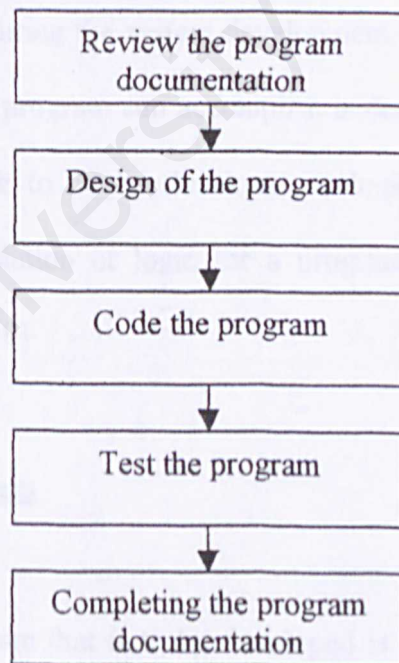 Review the program
documentation
Design of the program
Code the program
Test the program
Completing the program
documentation